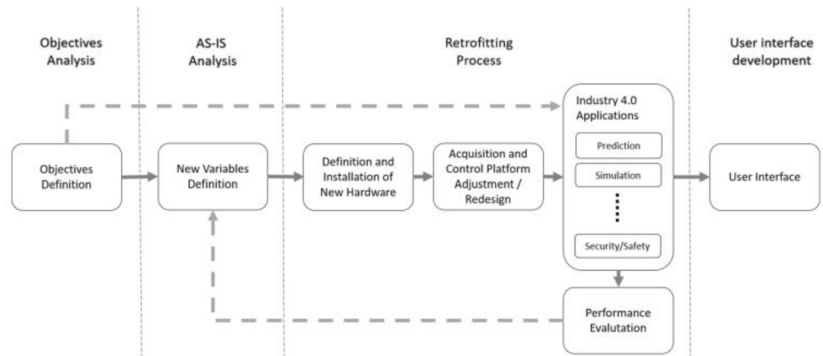 Objectives
Analysis
AS-IS
Analysis
Retrofitting
Process
User interface
development
Objectives
Definition
New Variables
Definition
Definition and
Installation of
New Hardware
Acquisition and
Control Platform
Adjustment /
Redesign
Industry 4.0
Applications
Prediction
Simulation
Security/Safety
User Interface
Performance
Evalutation